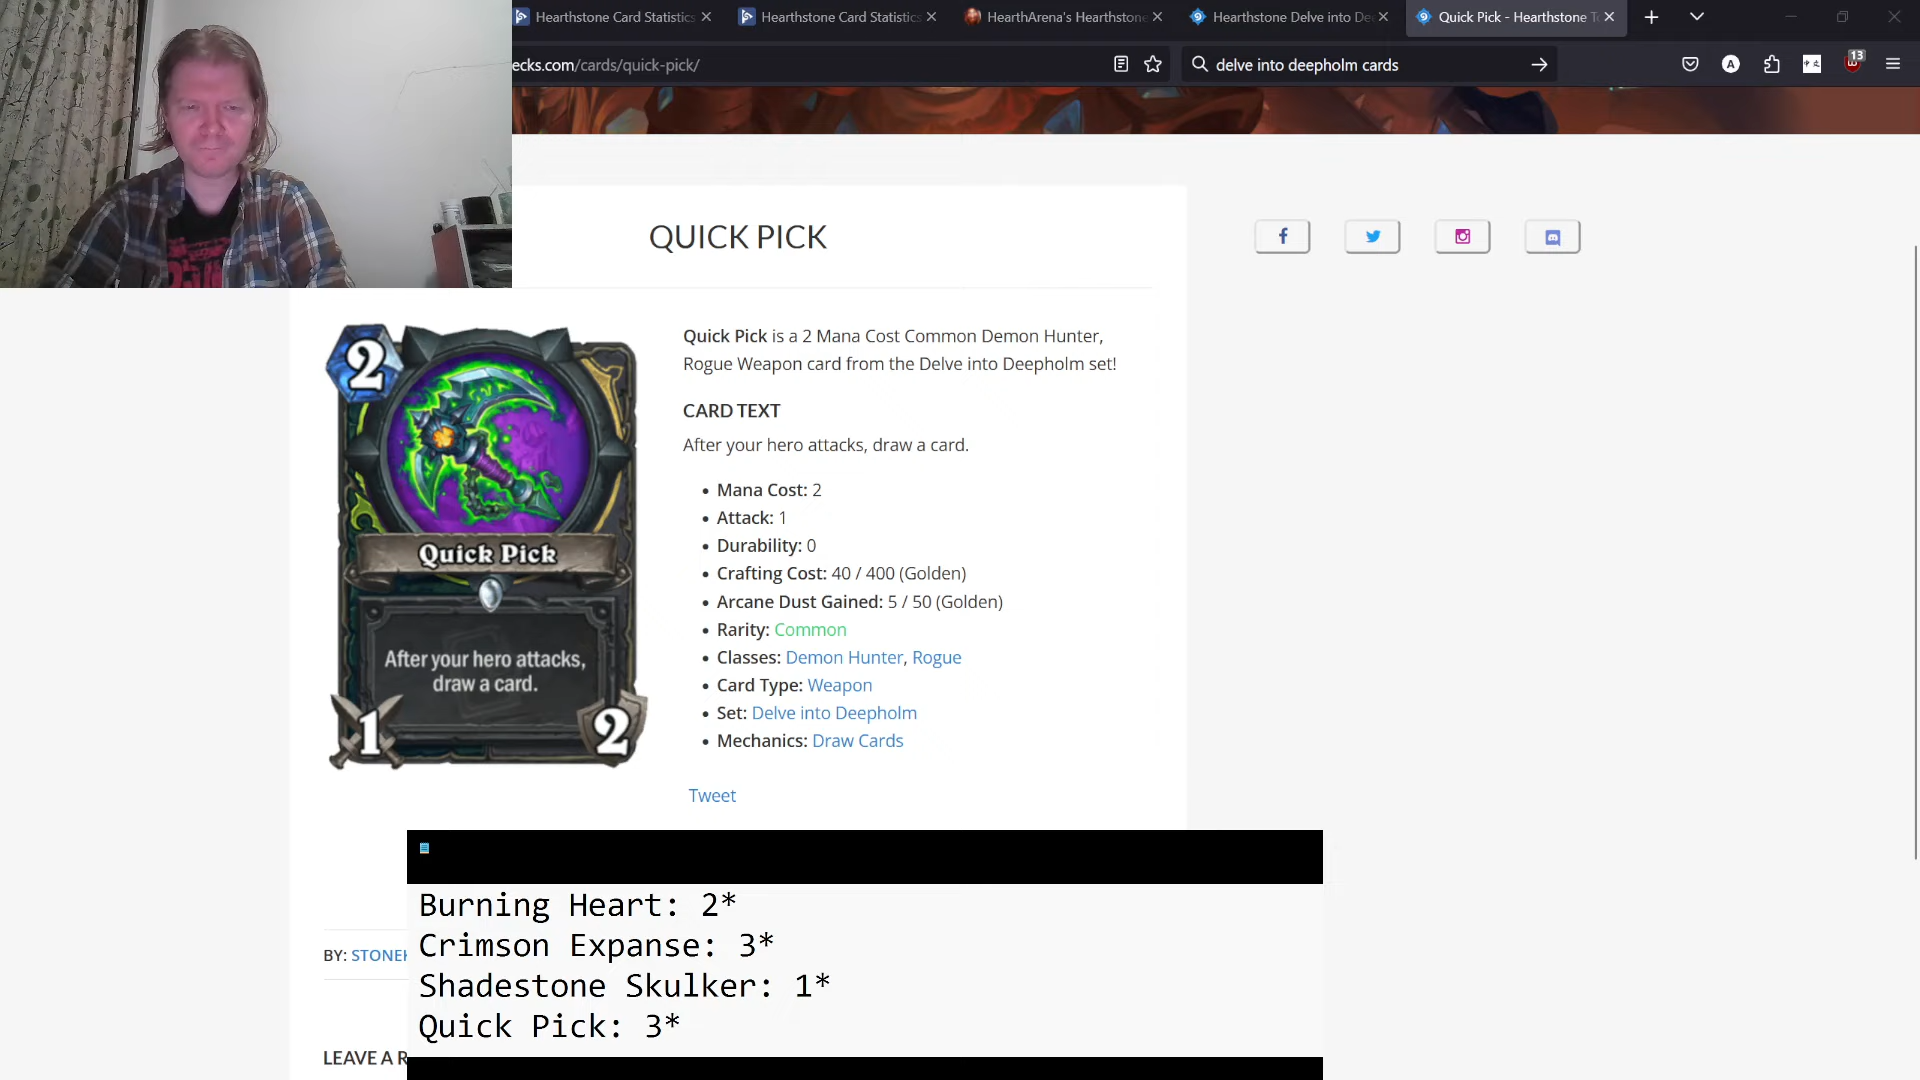 Hearthstone Card Statistics
Hearthstone Card Statistics
HearthArena's Hearthstone
Hearthstone Delve into De
Quick Pick - Hearthstone T
ecks.com/cards/quick-pick/
delve into deepholm cards
A
13
QUICK PICK
Quick Pick is a 2 Mana Cost Common Demon Hunter,
Rogue Weapon card from the Delve into Deepholm set!
CARD TEXT
After your hero attacks, draw a card.
Mana Cost: 2
Attack: 1
Durability: 0
Crafting Cost: 40 / 400 (Golden)
Arcane Dust Gained: 5 / 50 (Golden)
Rarity: Common
Classes: Demon Hunter, Rogue
Card Type: Weapon
Set: Delve into Deepholm
Mechanics: Draw Cards
2
Quick Pick
After your hero attacks,
draw a card.
1
2
Tweet
Burning Heart: 2*
Crimson Expanse: 3*
Shadestone Skulker: 1*
Quick Pick: 3*
BY: STONEK
LEAVE A R